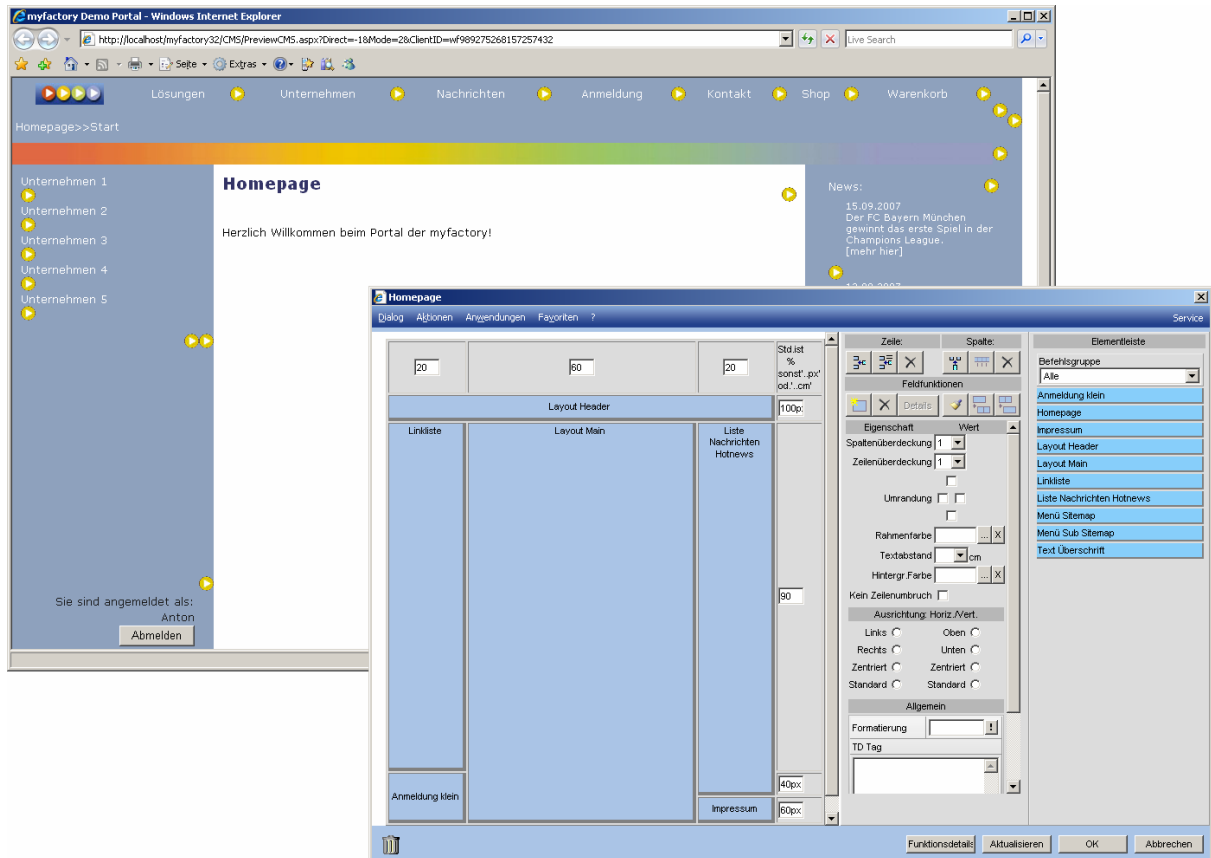 myfactory Demo Portal - Windows Internet Explorer
http://localhost/myfactory32/CMS/PreviewCMS.aspx?Direct=-1&Mode=2&ClientID=wf989275268157257432
Live Search
Seite
Extras
Lösungen Unternehmen Nachrichten Anmeldung Kontakt Shop Warenkorb
Homepage>>Start
Unternehmen 1
Unternehmen 2
Unternehmen 3
Unternehmen 4
Unternehmen 5
Homepage
Herzlich Willkommen beim Portal der myfactory!
News:
15.09.2007
Der FC Bayern München
gewinnt das erste Spiel in der
Champions League.
[mehr hier]
Sie sind angemeldet als:
Anton
Abmelden
Homepage
Dialog Aktionen Anwendungen Favoriten ?
Service
20 60 20
Std.ist
%
sonst'..px'
od.'..cm'
Layout Header
100p
Linkliste
Layout Main
Liste
Nachrichten
Hotnews
90
Anmeldung klein
40px
Impressum
60px
Zeile: Spalte:
Feldfunktionen
Details
Eigenschaft Wert
Spaltenüberdeckung 1
Zeilenüberdeckung 1
Umrandung
Rahmenfarbe ... X
Textabstand cm
Hintergr.Farbe ... X
Kein Zeilenumbruch
Ausrichtung: Horiz./Vert.
Links Oben
Rechts Unten
Zentriert Zentriert
Standard Standard
Allgemein
Formatierung !
TD Tag
Elementleiste
Befehlsgruppe
Alle
Anmeldung klein
Homepage
Impressum
Layout Header
Layout Main
Linkliste
Liste Nachrichten Hotnews
Menü Sitemap
Menü Sub Sitemap
Text Überschrift
Funktionsdetails Aktualisieren OK Abbrechen